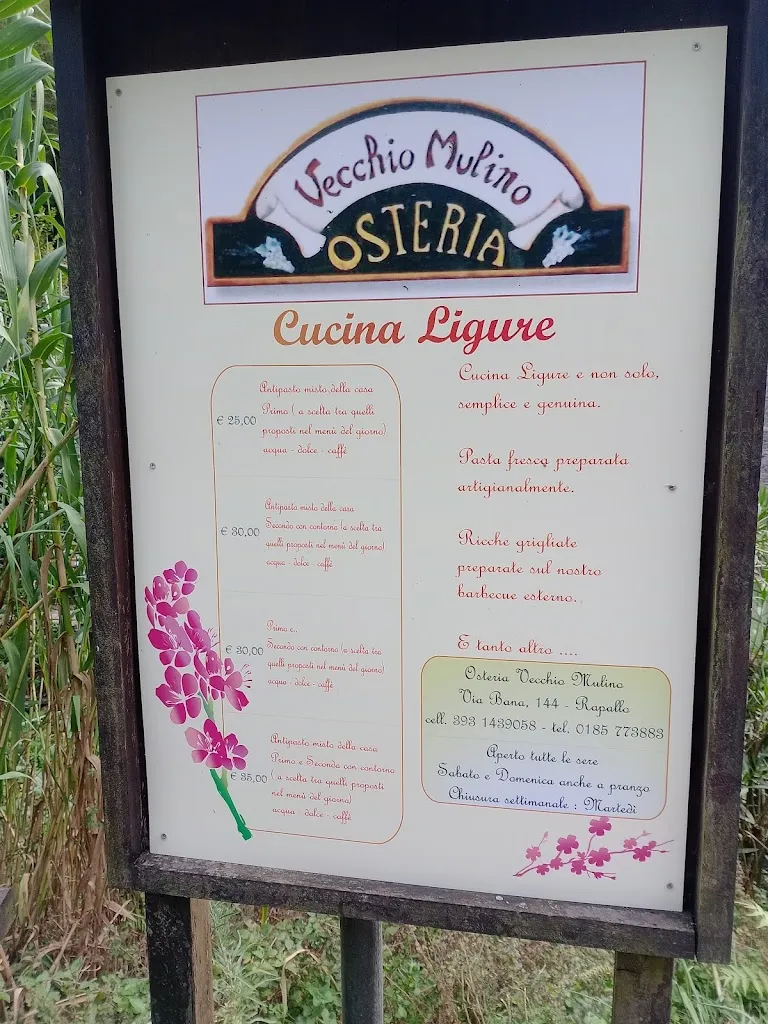 Vecchio Mulino
OSTERIA
Cucina Ligure
€ 25,00
Antipasto misto della casa
Primo ( a scelta tra quelli
proposti nel menù del giorno)
acqua - dolce - caffè
€ 30,00
Antipasto misto della casa
Secondo con contorno (a scelta tra
quelli proposti nel menù del giorno)
acqua - dolce - caffè
€ 30,00
Primo e..
Secondo con contorno (a scelta tra
quelli proposti nel menù del giorno)
acqua - dolce - caffè
€ 35,00
Antipasto misto della casa
Primo e Secondo con contorno
( a scelta tra quelli proposti
nel menù del giorno)
acqua - dolce - caffè
Cucina Ligure e non solo,
semplice e genuina.
Pasta fresca preparata
artigianalmente.
Ricche grigliate
preparate sul nostro
barbecue esterno.
E tanto altro ....
Osteria Vecchio Mulino
Via Bana, 144 - Rapallo
cell. 393 1439058 - tel. 0185 773883
Aperto tutte le sere
Sabato e Domenica anche a pranzo
Chiusura settimanale : Martedì